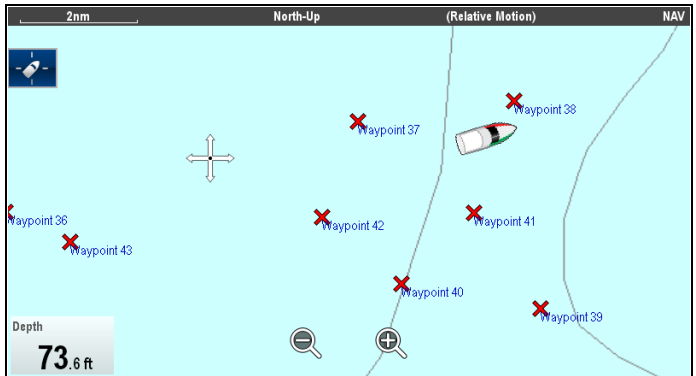 2nm North-Up (Relative Motion) NAV
Waypoint 38
Waypoint 37
Waypoint 36
Waypoint 41
Waypoint 42
Waypoint 43
Waypoint 40
Waypoint 39
Depth
73.6 ft